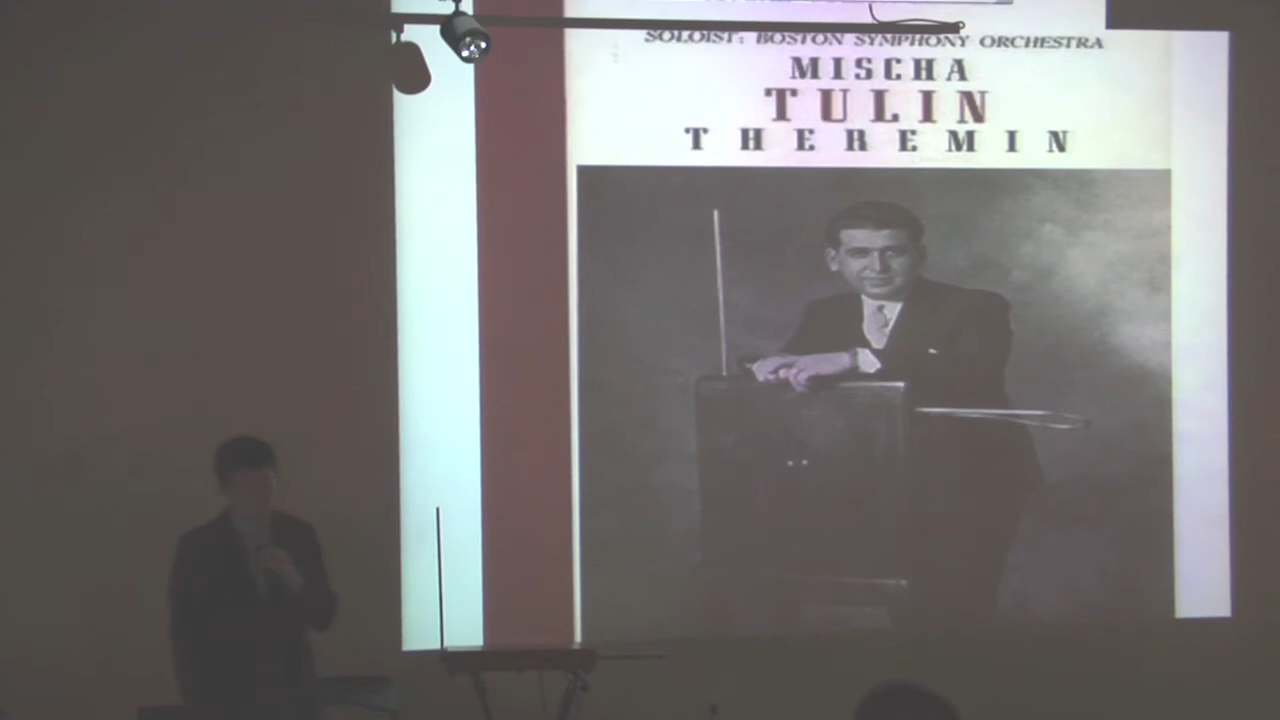 SOLOIST: BOSTON SYMPHONY ORCHESTRA
MISCHA
TULIN
THEREMIN